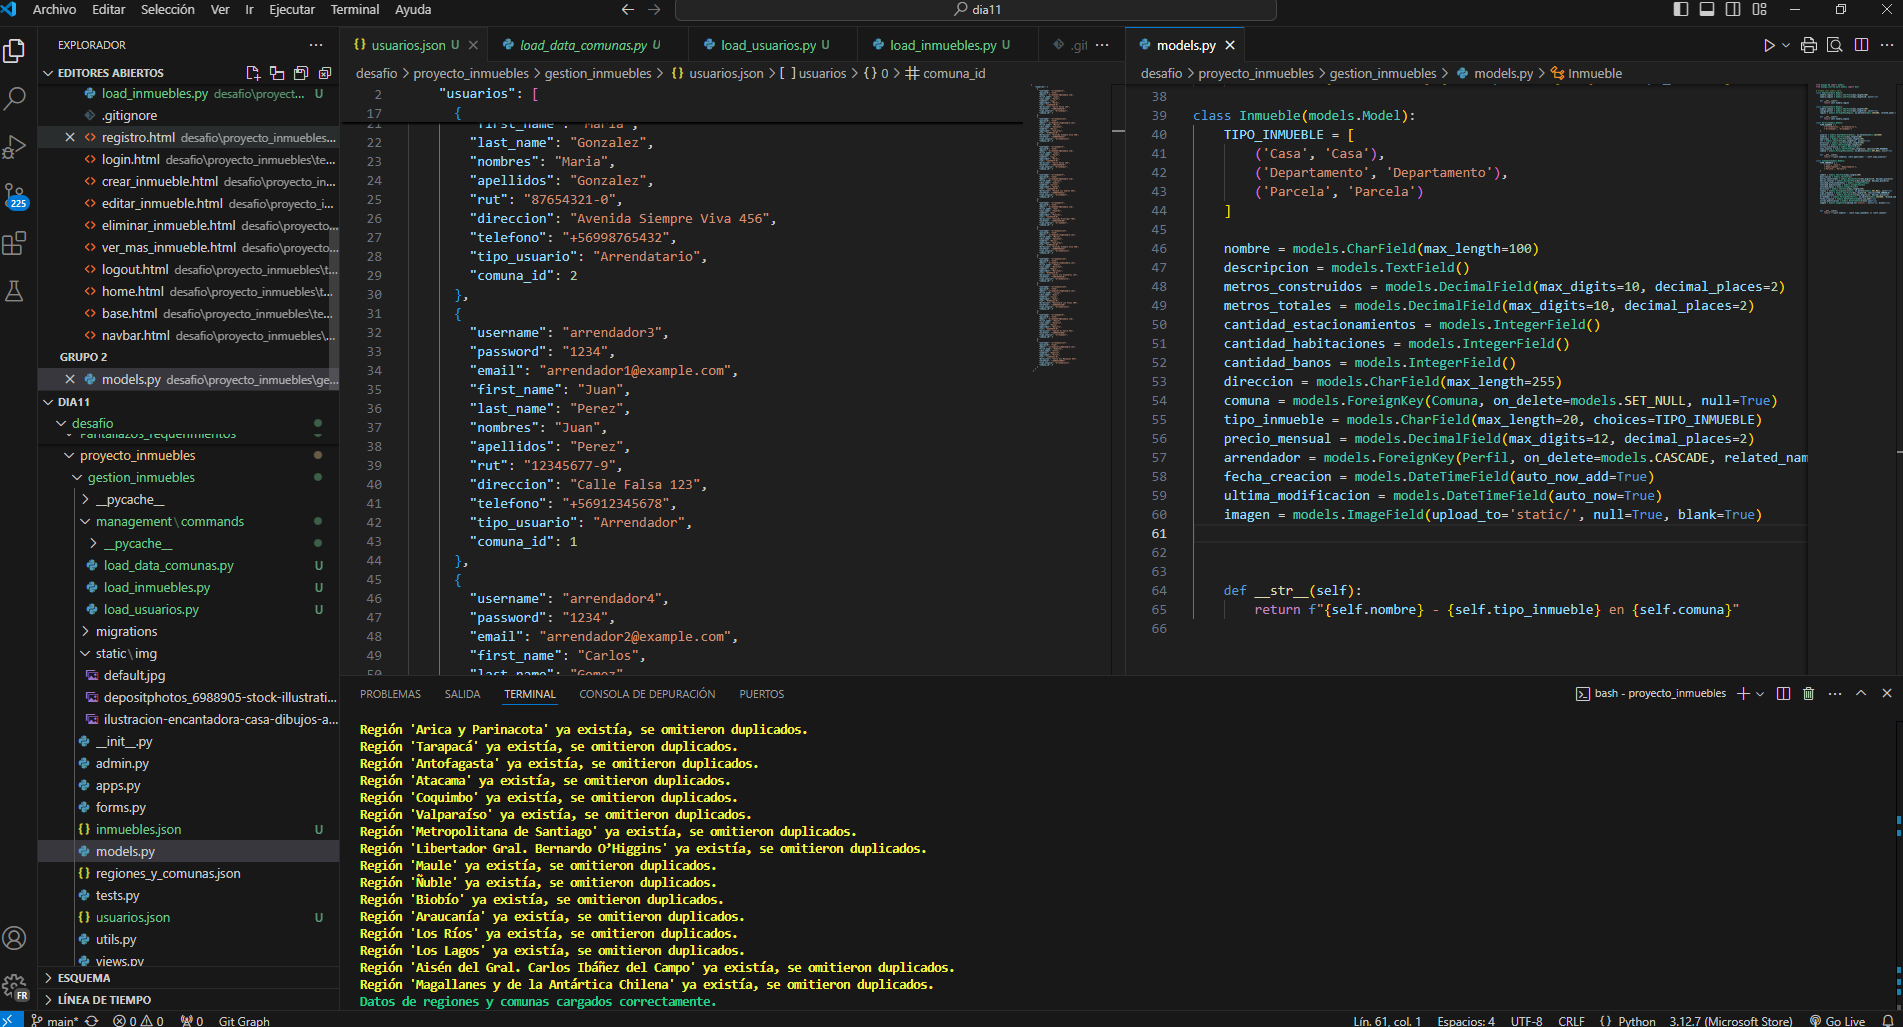 Archivo Editar Selección Ver Ir Ejecutar Terminal Ayuda
dia11
EXPLORADOR
EDITORES ABIERTOS
load_inmuebles.py desafio\proyect... U
.gitignore
registro.html desafio\proyecto_inmuebles...
login.html desafio\proyecto_inmuebles\te...
crear_inmueble.html desafio\proyecto_in...
editar_inmueble.html desafio\proyecto_i...
eliminar_inmueble.html desafio\proyecto...
ver_mas_inmueble.html desafio\proyecto...
logout.html desafio\proyecto_inmuebles\t...
home.html desafio\proyecto_inmuebles\t...
base.html desafio\proyecto_inmuebles\te...
navbar.html desafio\proyecto_inmuebles\...
GRUPO 2
models.py desafio\proyecto_inmuebles\ge...
DIA11
desafio
Pantallazos_requerimientos
proyecto_inmuebles
gestion_inmuebles
__pycache__
management\commands
__pycache__
load_data_comunas.py U
load_inmuebles.py U
load_usuarios.py U
migrations
static\img
default.jpg
depositphotos_6988905-stock-illustrati...
ilustracion-encantadora-casa-dibujos-a...
__init__.py
admin.py
apps.py
forms.py
inmuebles.json U
models.py
regiones_y_comunas.json
tests.py
usuarios.json U
utils.py
views.py
ESQUEMA
LÍNEA DE TIEMPO
225
FR
usuarios.json U
load_data_comunas.py U
load_usuarios.py U
load_inmuebles.py U
.git
desafio > proyecto_inmuebles > gestion_inmuebles > {} usuarios.json > [ ] usuarios > {} 0 > comuna_id
2 "usuarios": [
17 {
21 "first_name": "Maria",
22 "last_name": "Gonzalez",
23 "nombres": "Maria",
24 "apellidos": "Gonzalez",
25 "rut": "87654321-0",
26 "direccion": "Avenida Siempre Viva 456",
27 "telefono": "+56998765432",
28 "tipo_usuario": "Arrendatario",
29 "comuna_id": 2
30 },
31 {
32 "username": "arrendador3",
33 "password": "1234",
34 "email": "arrendador1@example.com",
35 "first_name": "Juan",
36 "last_name": "Perez",
37 "nombres": "Juan",
38 "apellidos": "Perez",
39 "rut": "12345677-9",
40 "direccion": "Calle Falsa 123",
41 "telefono": "+56912345678",
42 "tipo_usuario": "Arrendador",
43 "comuna_id": 1
44 },
45 {
46 "username": "arrendador4",
47 "password": "1234",
48 "email": "arrendador2@example.com",
49 "first_name": "Carlos",
50 "last_name": "Gomez"
models.py
desafio > proyecto_inmuebles > gestion_inmuebles > models.py > Inmueble
38
39 class Inmueble(models.Model):
40 TIPO_INMUEBLE = [
41 ('Casa', 'Casa'),
42 ('Departamento', 'Departamento'),
43 ('Parcela', 'Parcela')
44 ]
45
46 nombre = models.CharField(max_length=100)
47 descripcion = models.TextField()
48 metros_construidos = models.DecimalField(max_digits=10, decimal_places=2)
49 metros_totales = models.DecimalField(max_digits=10, decimal_places=2)
50 cantidad_estacionamientos = models.IntegerField()
51 cantidad_habitaciones = models.IntegerField()
52 cantidad_banos = models.IntegerField()
53 direccion = models.CharField(max_length=255)
54 comuna = models.ForeignKey(Comuna, on_delete=models.SET_NULL, null=True)
55 tipo_inmueble = models.CharField(max_length=20, choices=TIPO_INMUEBLE)
56 precio_mensual = models.DecimalField(max_digits=12, decimal_places=2)
57 arrendador = models.ForeignKey(Perfil, on_delete=models.CASCADE, related_nam
58 fecha_creacion = models.DateTimeField(auto_now_add=True)
59 ultima_modificacion = models.DateTimeField(auto_now=True)
60 imagen = models.ImageField(upload_to='static/', null=True, blank=True)
61
62
63
64 def __str__(self):
65 return f"{self.nombre} - {self.tipo_inmueble} en {self.comuna}"
66
PROBLEMAS SALIDA TERMINAL CONSOLA DE DEPURACIÓN PUERTOS
bash - proyecto_inmuebles
Región 'Arica y Parinacota' ya existía, se omitieron duplicados.
Región 'Tarapacá' ya existía, se omitieron duplicados.
Región 'Antofagasta' ya existía, se omitieron duplicados.
Región 'Atacama' ya existía, se omitieron duplicados.
Región 'Coquimbo' ya existía, se omitieron duplicados.
Región 'Valparaíso' ya existía, se omitieron duplicados.
Región 'Metropolitana de Santiago' ya existía, se omitieron duplicados.
Región 'Libertador Gral. Bernardo O’Higgins' ya existía, se omitieron duplicados.
Región 'Maule' ya existía, se omitieron duplicados.
Región 'Ñuble' ya existía, se omitieron duplicados.
Región 'Biobío' ya existía, se omitieron duplicados.
Región 'Araucanía' ya existía, se omitieron duplicados.
Región 'Los Ríos' ya existía, se omitieron duplicados.
Región 'Los Lagos' ya existía, se omitieron duplicados.
Región 'Aisén del Gral. Carlos Ibáñez del Campo' ya existía, se omitieron duplicados.
Región 'Magallanes y de la Antártica Chilena' ya existía, se omitieron duplicados.
Datos de regiones y comunas cargados correctamente.
main* 0 0 0 Git Graph
Lín. 61, col. 1 Espacios: 4 UTF-8 CRLF {} Python 3.12.7 (Microsoft Store) Go Live